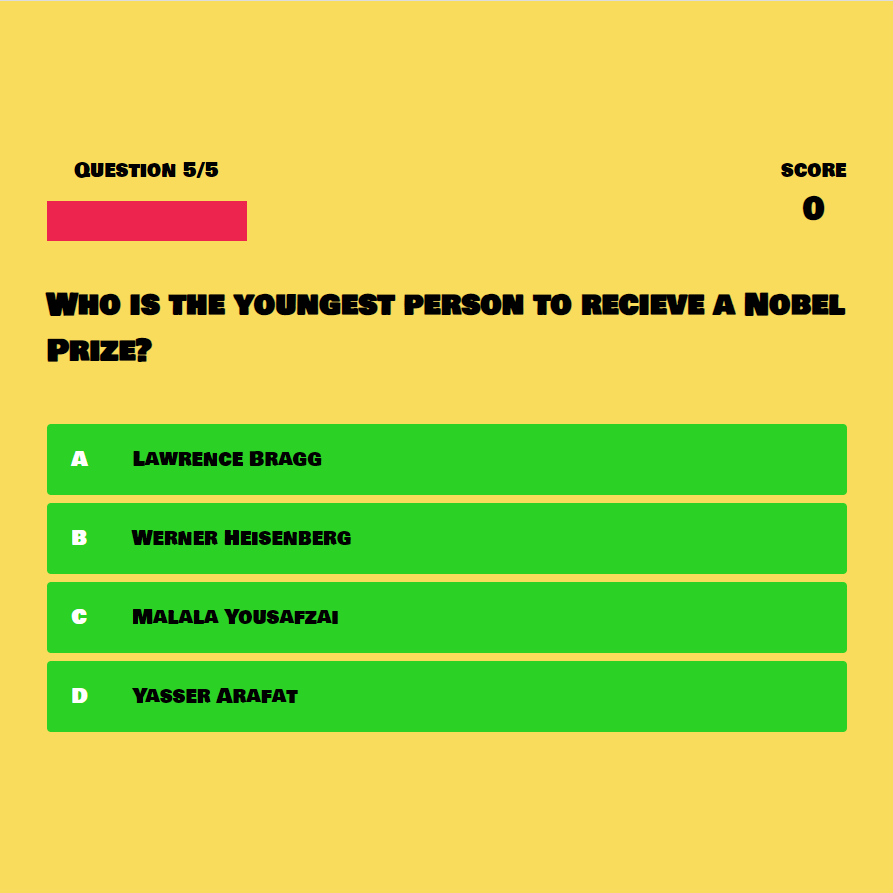 Question 5/5
score
0
Who is the youngest person to recieve a Nobel
Prize?
A Lawrence Bragg
B Werner Heisenberg
C Malala Yousafzai
D Yasser Arafat